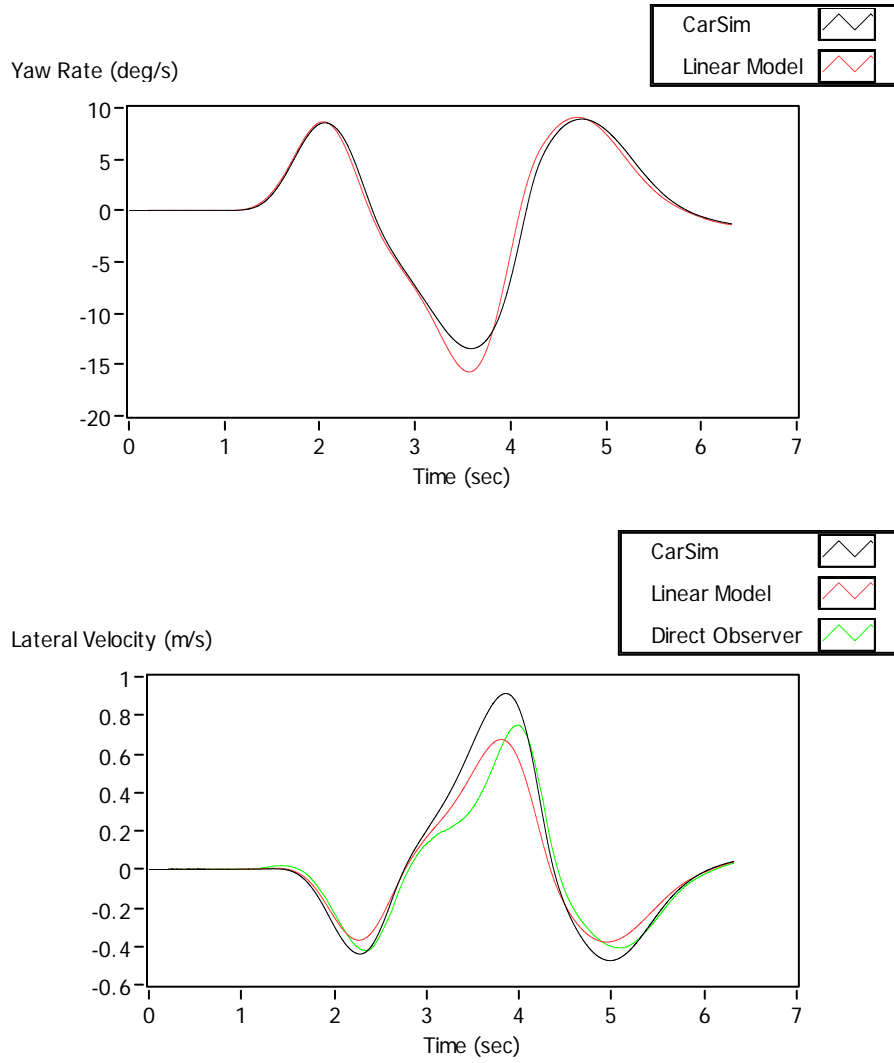 CarSim
Linear Model
Yaw Rate (deg/s)
10
5
0
-5
-10
-15
-20
0 1 2 3 4 5 6 7
Time (sec)
CarSim
Linear Model
Direct Observer
Lateral Velocity (m/s)
1
0.8
0.6
0.4
0.2
0
-0.2
-0.4
-0.6
0 1 2 3 4 5 6 7
Time (sec)